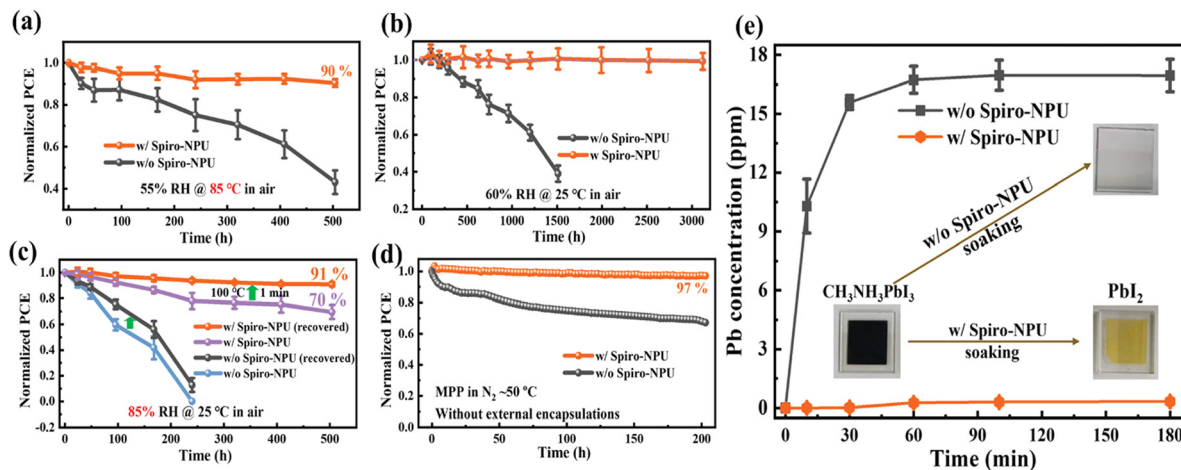 (a)
Normalized PCE
1.0
0.8
0.6
0.4
90 %
w/ Spiro-NPU
w/o Spiro-NPU
55% RH @ 85 °C in air
0 100 200 300 400 500
Time (h)
(b)
Normalized PCE
1.2
1.0
0.8
0.6
0.4
0.2
w/o Spiro-NPU
w Spiro-NPU
60% RH @ 25 °C in air
0 500 1000 1500 2000 2500 3000
Time (h)
(c)
Normalized PCE
1.2
1.0
0.8
0.6
0.4
0.2
0.0
-0.2
91 %
100 °C 1 min
70 %
w/ Spiro-NPU (recovered)
w/ Spiro-NPU
w/o Spiro-NPU (recovered)
w/o Spiro-NPU
85% RH @ 25 °C in air
0 100 200 300 400 500
Time (h)
(d)
Normalized PCE
1.0
0.8
0.6
0.4
0.2
0.0
97 %
w/ Spiro-NPU
w/o Spiro-NPU
MPP in N2 ~50 °C
Without external encapsulations
0 50 100 150 200
Time (h)
e
Pb concentration (ppm)
18
15
12
9
6
3
0
w/o Spiro-NPU
w/ Spiro-NPU
w/o Spiro-NPU
soaking
CH3NH3PbI3
PbI2
w/ Spiro-NPU
soaking
0 30 60 90 120 150 180
Time (min)